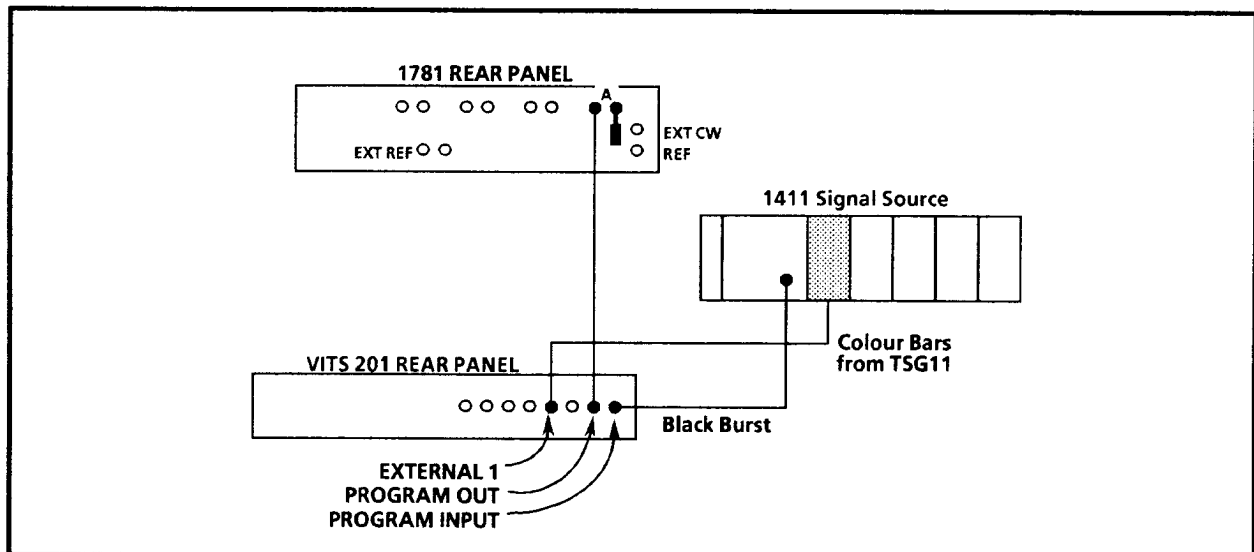 1781 REAR PANEL
A
EXT CW
EXT REF
REF
1411 Signal Source
Colour Bars
from TSG11
VITS 201 REAR PANEL
Black Burst
EXTERNAL 1
PROGRAM OUT
PROGRAM INPUT